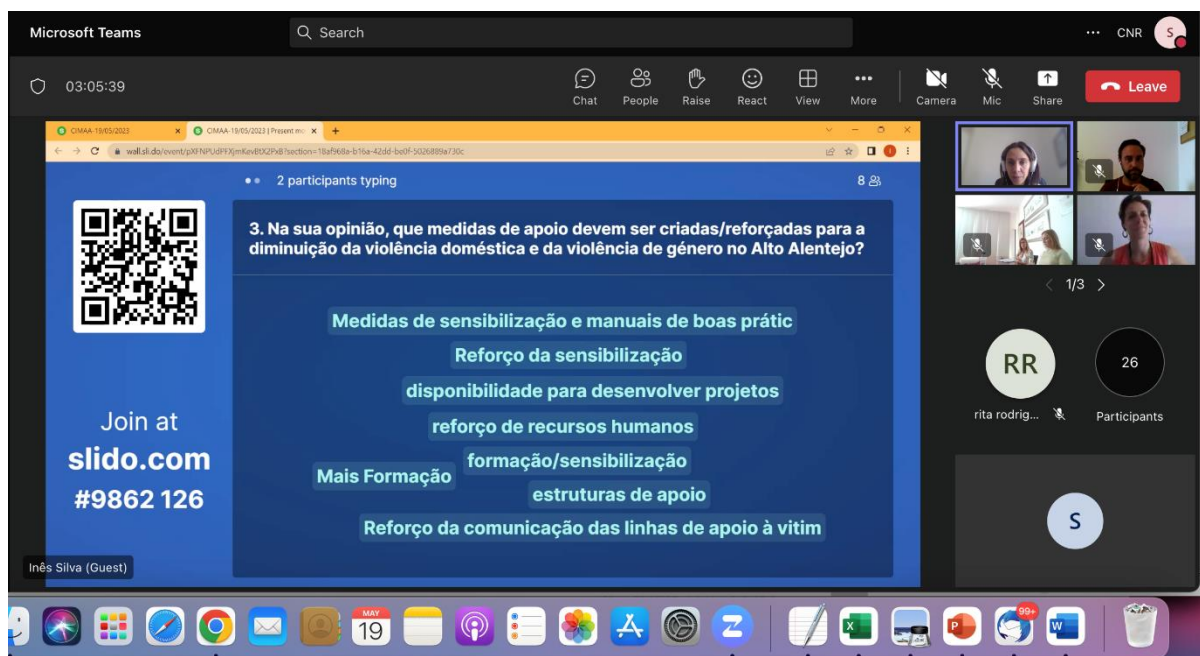 Microsoft Teams
Search
CNR
S
03:05:39
Chat
People
Raise
React
View
More
Camera
Mic
Share
Leave
CIMAA-19/05/2023
CIMAA-19/05/2023 | Present mo
2 participants typing
8
3. Na sua opinião, que medidas de apoio devem ser criadas/reforçadas para a
diminuição da violência doméstica e da violência de género no Alto Alentejo?
Medidas de sensibilização e manuais de boas prátic
Reforço da sensibilização
disponibilidade para desenvolver projetos
reforço de recursos humanos
formação/sensibilização
Mais Formação
estruturas de apoio
Reforço da comunicação das linhas de apoio à vitim
Join at
slido.com
#9862 126
Inês Silva (Guest)
1/3
RR
rita rodrig...
26
Participants
S
MAY
19
Z
X
P
99+
W